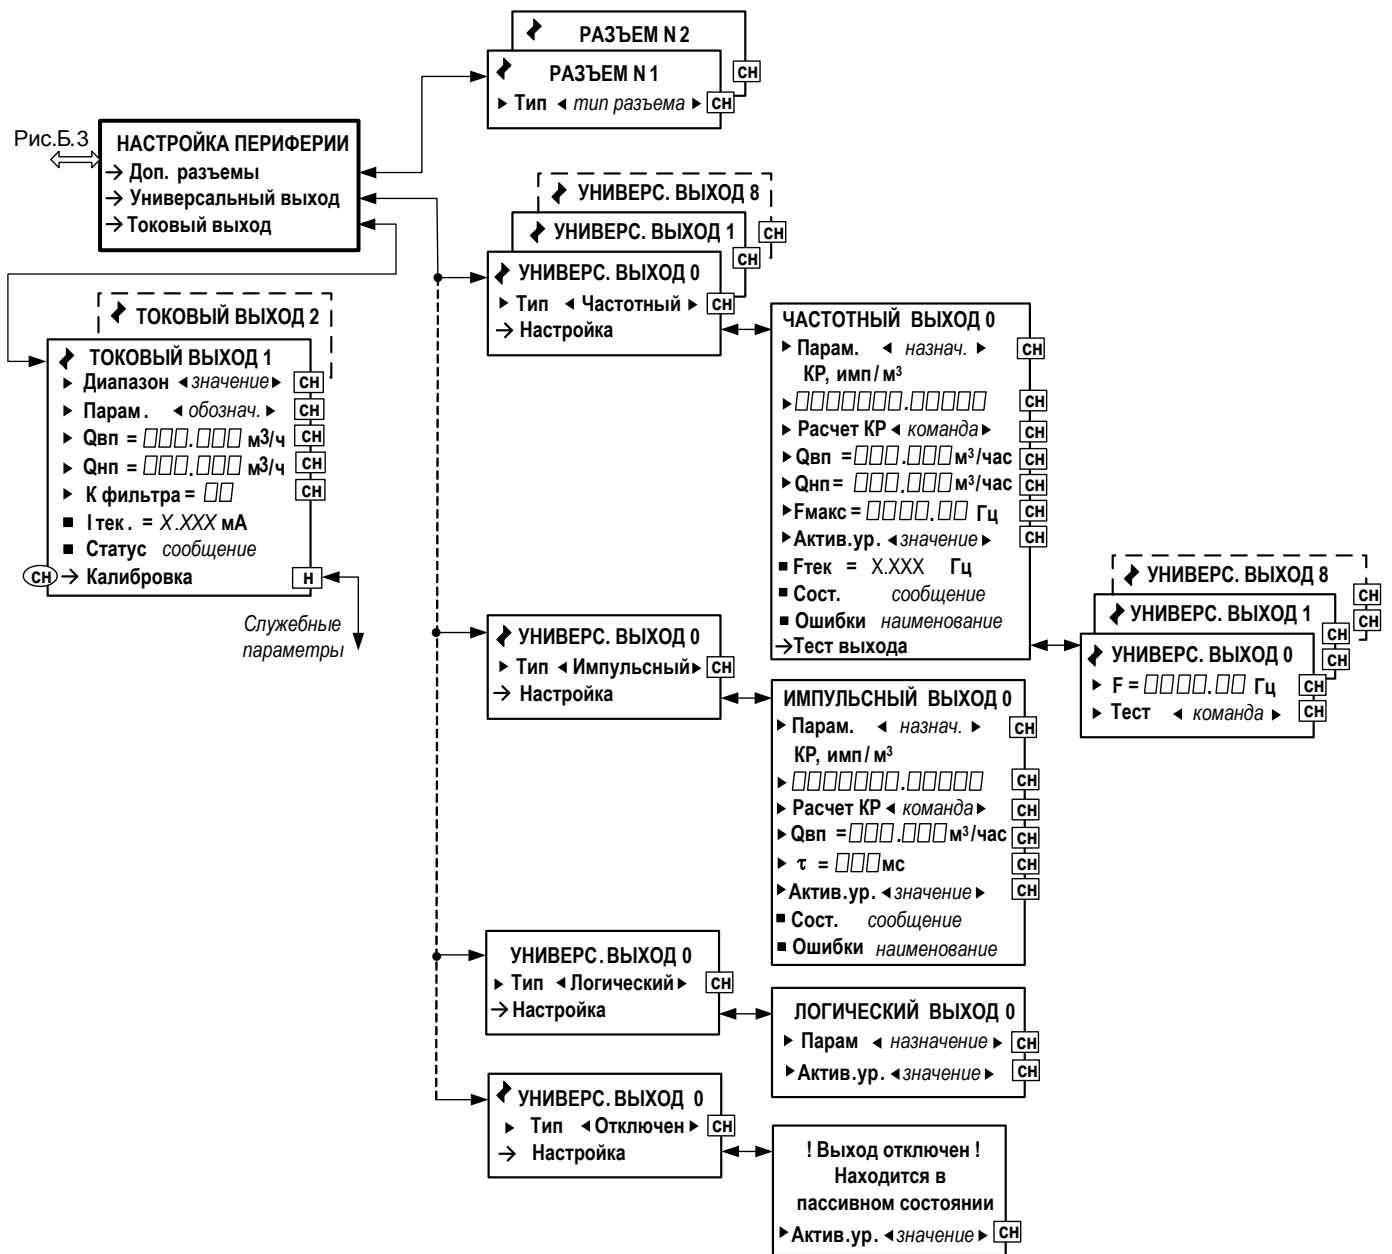 РАЗЪЕМ N 2
РАЗЪЕМ N 1
СН
Тип тип разъема СН
Рис.Б.3
НАСТРОЙКА ПЕРИФЕРИИ
Доп. разъемы
Универсальный выход
Токовый выход
УНИВЕРС. ВЫХОД 8
СН
УНИВЕРС. ВЫХОД 1
СН
УНИВЕРС. ВЫХОД 0
Тип Частотный СН
Настройка
ТОКОВЫЙ ВЫХОД 2
ТОКОВЫЙ ВЫХОД 1
Диапазон значение СН
Парам. обознач. СН
Qвп = . м3/ч СН
Qнп = . м3/ч СН
К фильтра = СН
I тек. = X.XXX мА
Статус сообщение
СН Калибровка Н
Служебные
параметры
ЧАСТОТНЫЙ ВЫХОД 0
Парам. назнач. СН
КР, имп/м³
. СН
Расчет КР команда СН
Qвп = . м³/час СН
Qнп = . м³/час СН
Fмакс = . Гц СН
Актив.ур. значение СН
Fтек = X.XXX Гц
Сост. сообщение
Ошибки наименование
Тест выхода
УНИВЕРС. ВЫХОД 8
СН
СН
УНИВЕРС. ВЫХОД 1
СН
СН
УНИВЕРС. ВЫХОД 0
F = . Гц СН
Тест команда СН
УНИВЕРС. ВЫХОД 0
Тип Импульсный СН
Настройка
ИМПУЛЬСНЫЙ ВЫХОД 0
Парам. назнач. СН
КР, имп/м³
. СН
Расчет КР команда СН
Qвп = . м³/час СН
τ = мс СН
Актив.ур. значение СН
Сост. сообщение
Ошибки наименование
УНИВЕРС. ВЫХОД 0
Тип Логический СН
Настройка
ЛОГИЧЕСКИЙ ВЫХОД 0
Парам назначение СН
Актив.ур. значение СН
УНИВЕРС. ВЫХОД 0
Тип Отключен СН
Настройка
! Выход отключен !
Находится в
пассивном состоянии
Актив.ур. значение СН